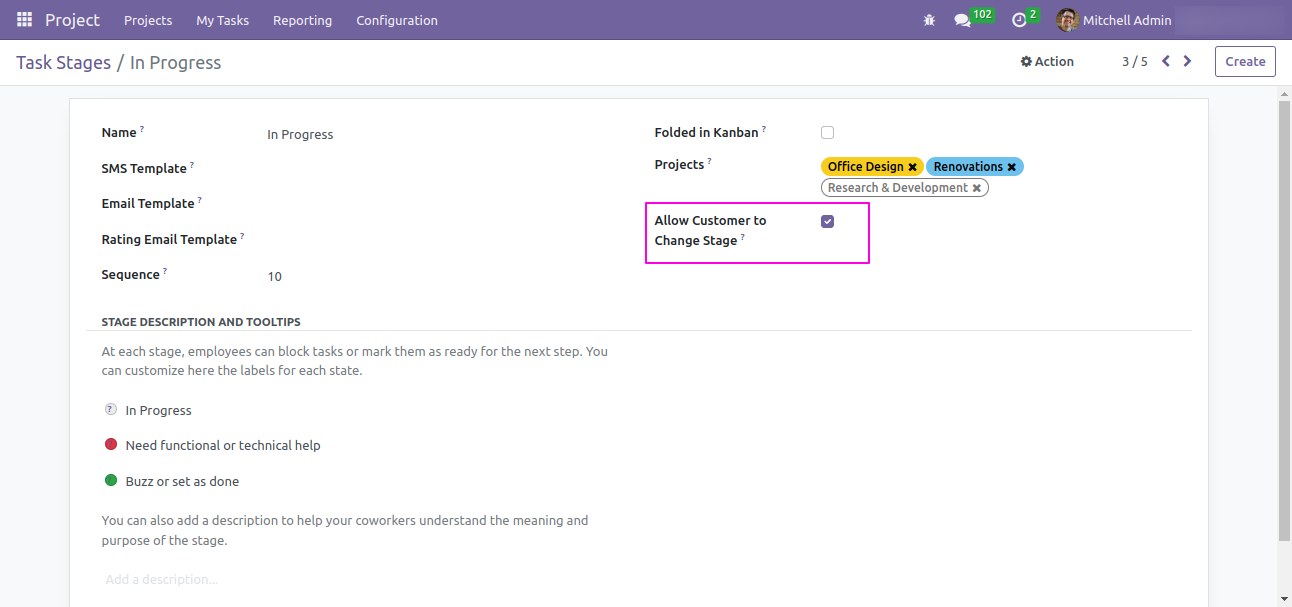 Project Projects My Tasks Reporting Configuration 102 2 Mitchell Admin
Task Stages / In Progress Action 3 / 5 Create
Name ? In Progress Folded in Kanban ?
SMS Template ? Projects ? Office Design ✖ Renovations ✖
Research & Development ✖
Email Template ? Allow Customer to
Change Stage ?
Rating Email Template ?
Sequence ? 10
STAGE DESCRIPTION AND TOOLTIPS
At each stage, employees can block tasks or mark them as ready for the next step. You
can customize here the labels for each state.
? In Progress
Need functional or technical help
Buzz or set as done
You can also add a description to help your coworkers understand the meaning and
purpose of the stage.
Add a description...